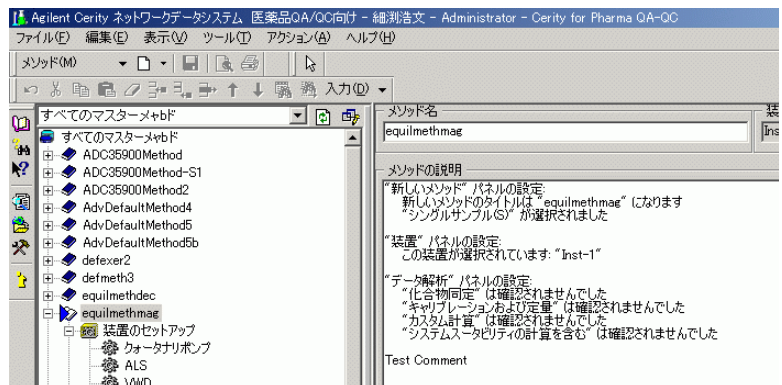 Agilent Cerity ネットワークデータシステム 医薬品QA/QC向け - 細渕浩文 - Administrator - Cerity for Pharma QA-QC
ファイル(F) 編集(E) 表示(V) ツール(T) アクション(A) ヘルプ(H)
メソッド(M)
入力(D)
すべてのマスターメャbド
すべてのマスターメャbド
ADC35900Method
ADC35900Method-S1
ADC35900Method2
AdvDefaultMethod4
AdvDefaultMethod5
AdvDefaultMethod5b
defexer2
defmeth3
equilmethdec
equilmethmag
装置のセットアップ
クォータナリポンプ
ALS
VWD
メソッド名
装
equilmethmag
Ins
メソッドの説明
"新しいメソッド" パネルの設定:
新しいメソッドのタイトルは "equilmethmag" になります
"シングルサンプル(S)" が選択されました
"装置" パネルの設定:
この装置が選択されています: "Inst-1"
"データ解析" パネルの設定:
"化合物同定" は確認されませんでした
"キャリブレーションおよび定量" は確認されませんでした
"カスタム計算" は確認されませんでした
"システムスータビリティの計算を含む" は確認されませんでした
Test Comment